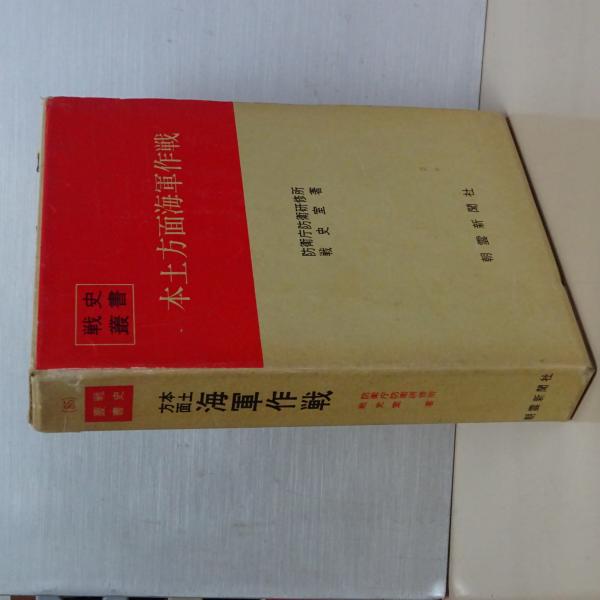 戦史
叢書
本土方面海軍作戦
防衛庁防衛研修所
戦史室 著
朝雲新聞社
(85)
戦史
叢書
本土
方面
海軍作戦
防衛庁防衛研修所
戦史室 著
朝雲新聞社